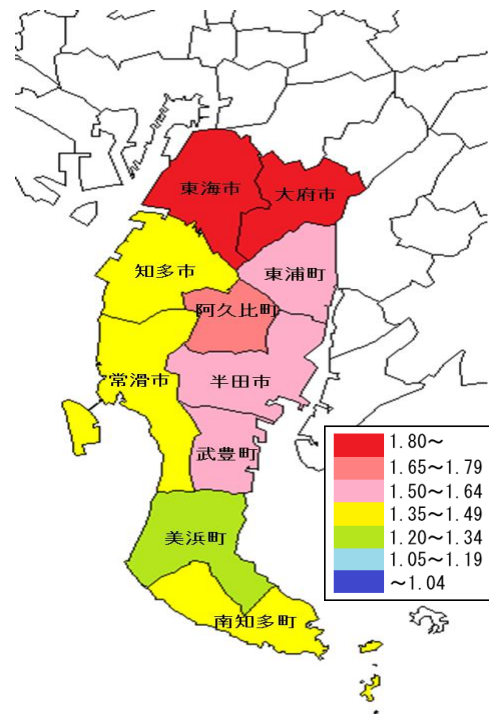 東海市
大府市
知多市
東浦町
阿久比町
常滑市
半田市
武豊町
美浜町
南知多町
1.80～
1.65～1.79
1.50～1.64
1.35～1.49
1.20～1.34
1.05～1.19
～1.04